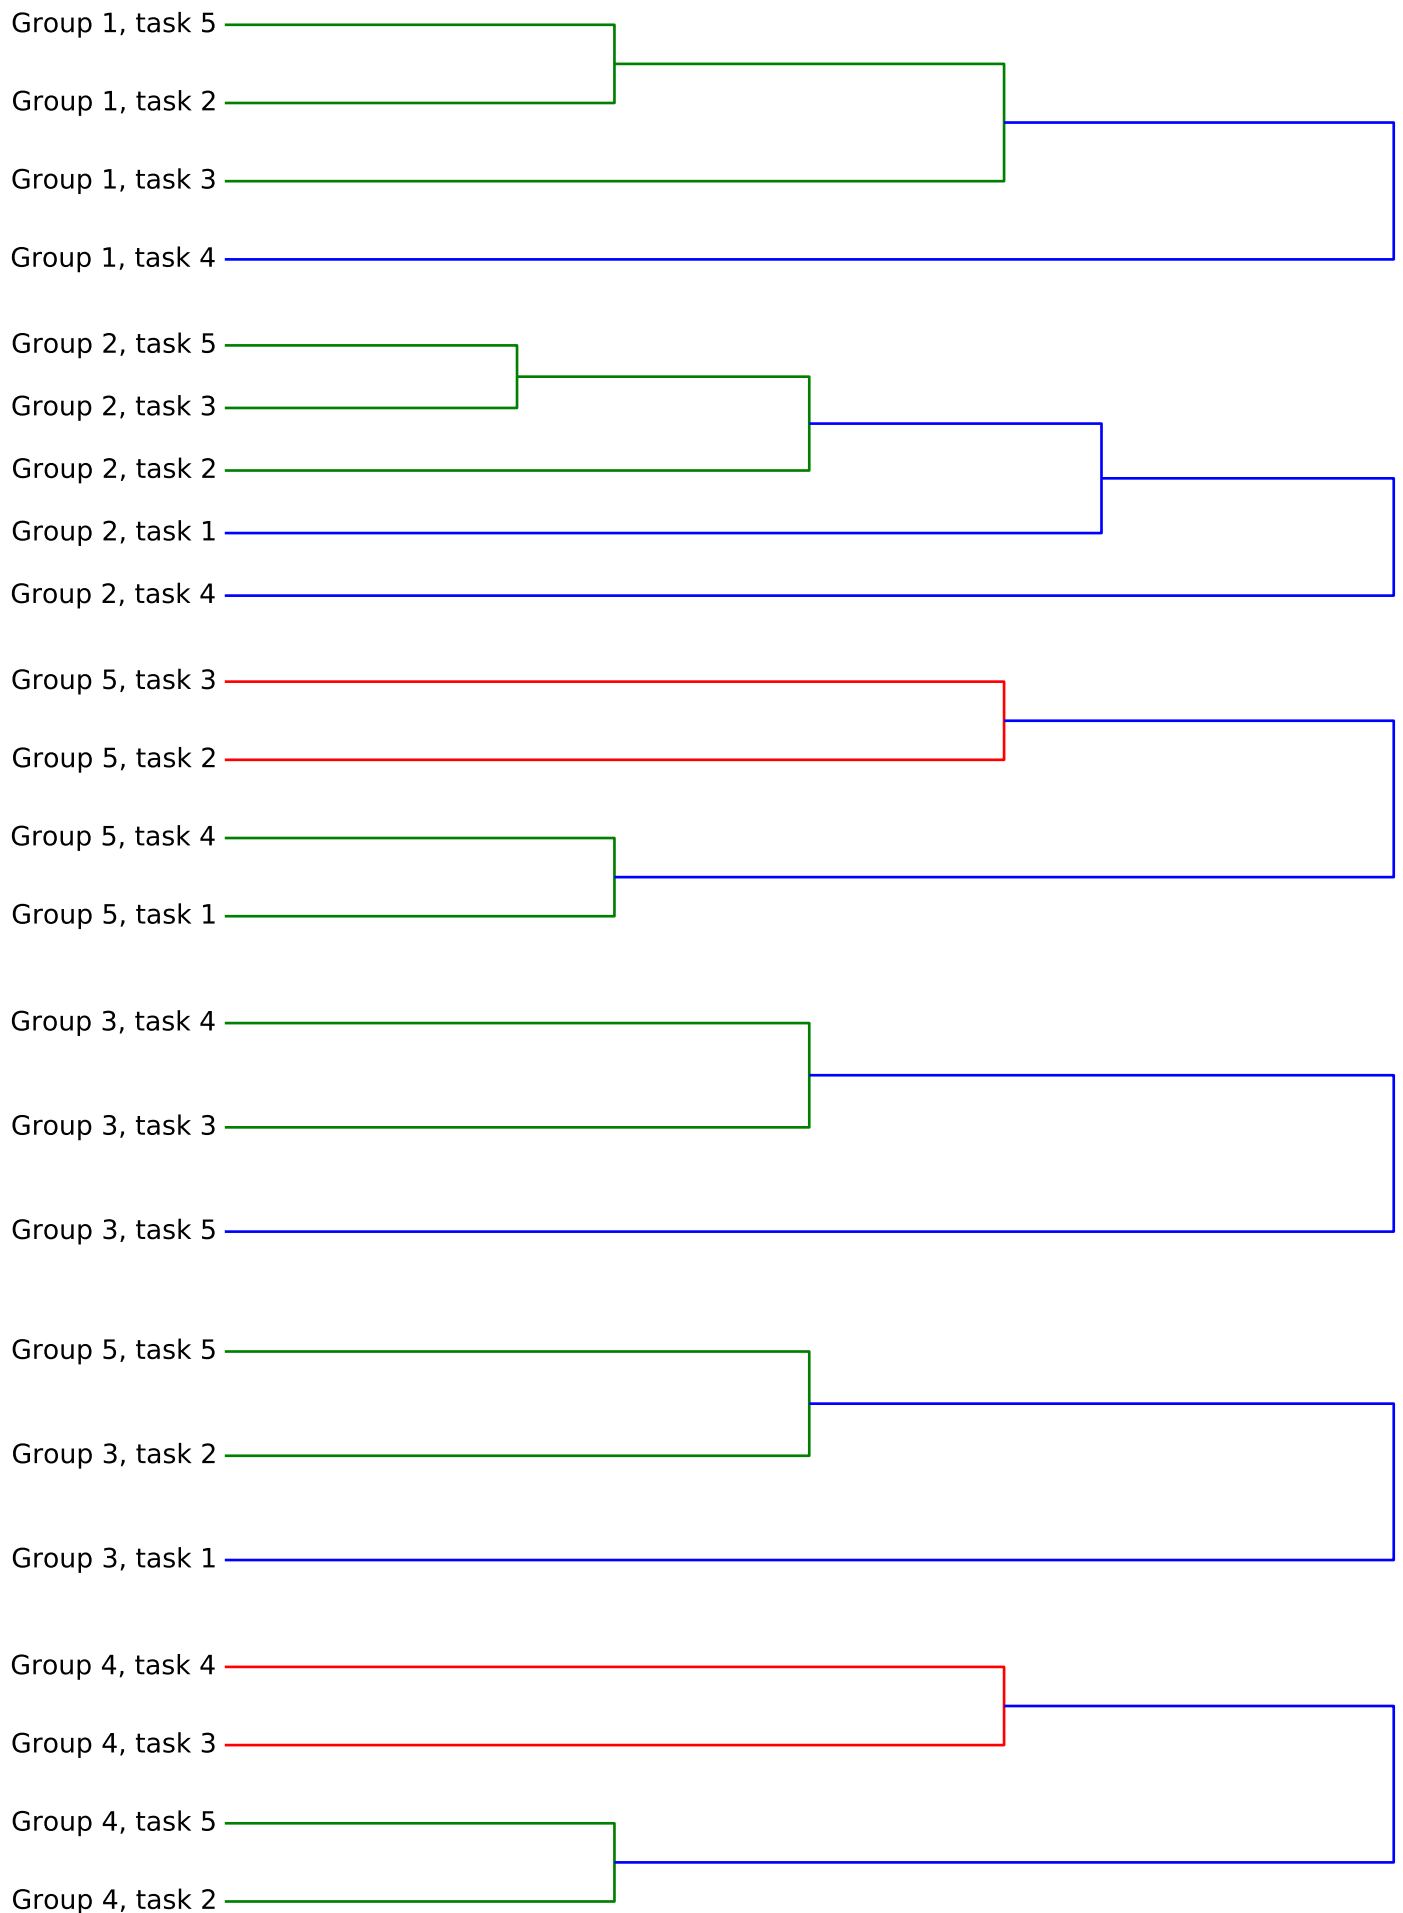 Group 1, task 5
Group 1, task 2
Group 1, task 3
Group 1, task 4
Group 2, task 5
Group 2, task 3
Group 2, task 2
Group 2, task 1
Group 2, task 4
Group 5, task 3
Group 5, task 2
Group 5, task 4
Group 5, task 1
Group 3, task 4
Group 3, task 3
Group 3, task 5
Group 5, task 5
Group 3, task 2
Group 3, task 1
Group 4, task 4
Group 4, task 3
Group 4, task 5
Group 4, task 2